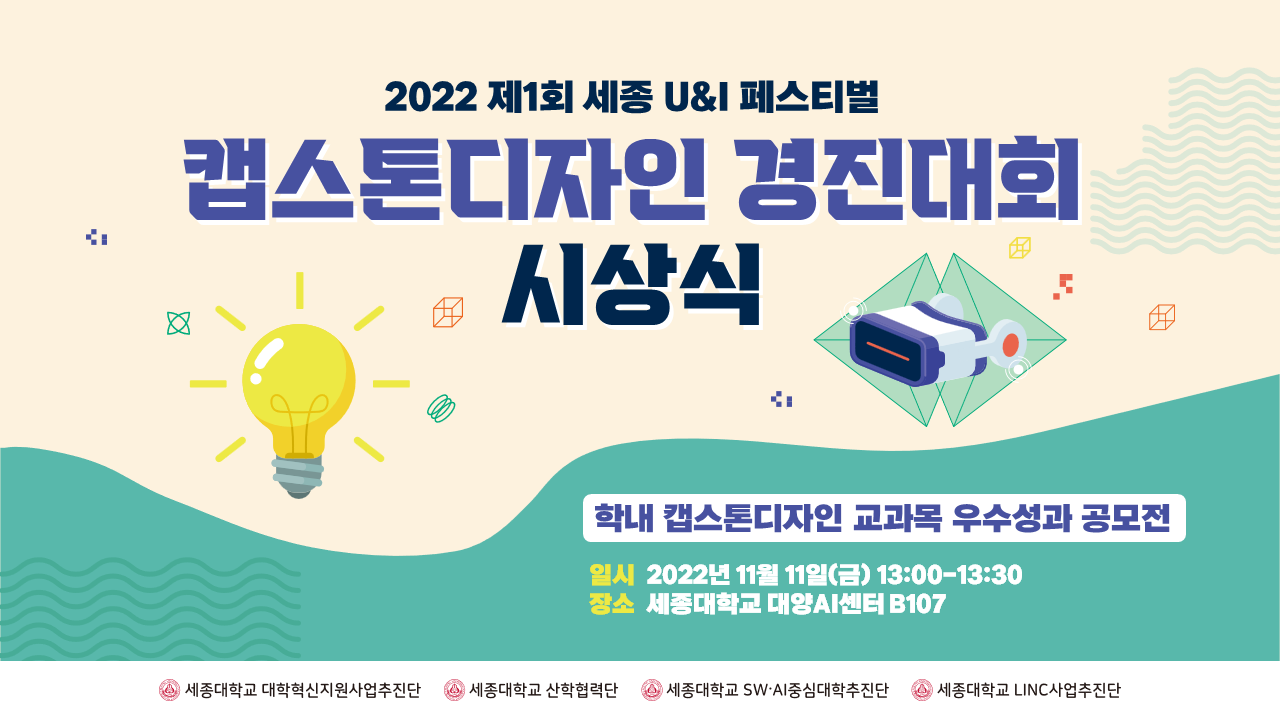 2022 제1회 세종 U&I 페스티벌
캡스톤디자인 경진대회
시상식
학내 캡스톤디자인 교과목 우수성과 공모전
일시 2022년 11월 11일(금) 13:00-13:30
장소 세종대학교 대양AI센터 B107
세종대학교 대학혁신지원사업추진단 세종대학교 산학협력단 세종대학교 SW·AI중심대학추진단 세종대학교 LINC사업추진단